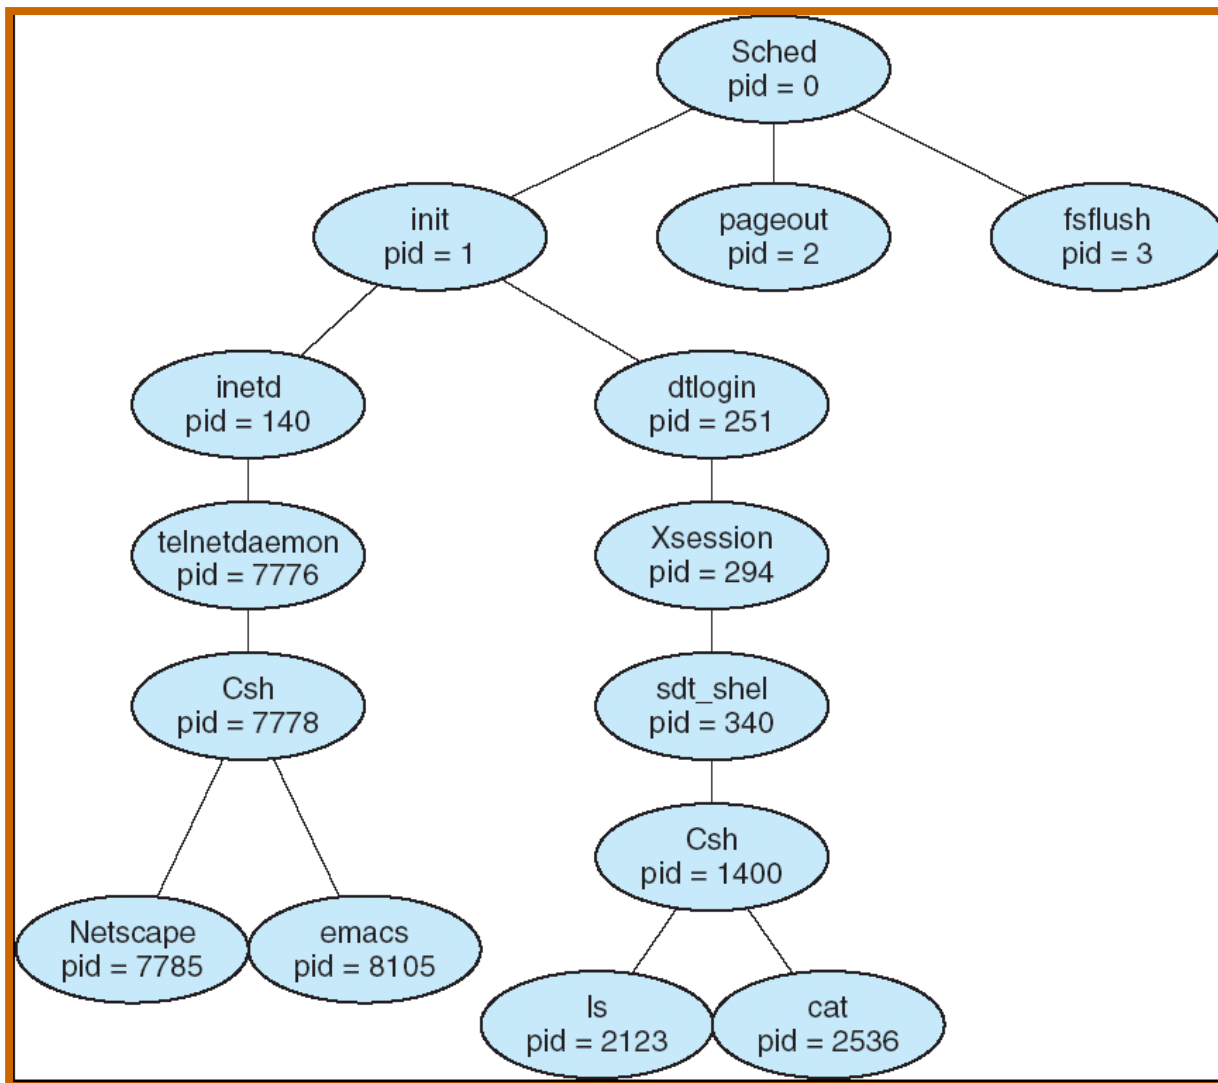 Sched
pid = 0
init
pid = 1
pageout
pid = 2
fsflush
pid = 3
inetd
pid = 140
dtlogin
pid = 251
telnetdaemon
pid = 7776
Xsession
pid = 294
Csh
pid = 7778
sdt_shel
pid = 340
Csh
pid = 1400
Netscape
pid = 7785
emacs
pid = 8105
ls
pid = 2123
cat
pid = 2536